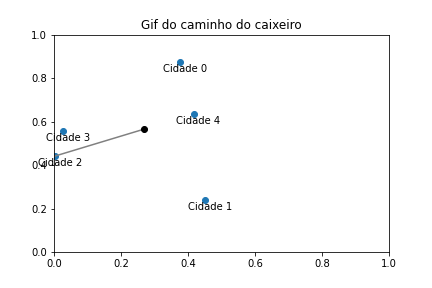 Gif do caminho do caixeiro
1.0
Cidade 0
0.8
0.6
Cidade 4
Cidade 3
0.4
Cidade 2
0.2
Cidade 1
0.0
0.0 0.2 0.4 0.6 0.8 1.0